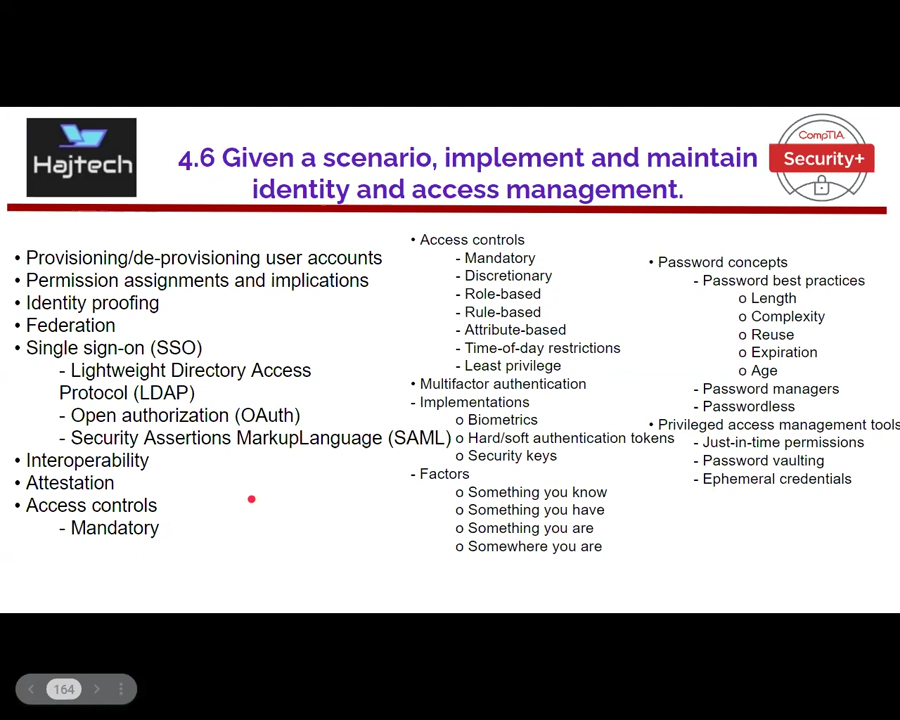 Hajtech
4.6 Given a scenario, implement and maintain
identity and access management.
CompTIA
Security+
• Provisioning/de-provisioning user accounts
• Permission assignments and implications
• Identity proofing
• Federation
• Single sign-on (SSO)
- Lightweight Directory Access
Protocol (LDAP)
- Open authorization (OAuth)
- Security Assertions MarkupLanguage (SAML)
• Interoperability
• Attestation
• Access controls
- Mandatory
• Access controls
- Mandatory
- Discretionary
- Role-based
- Rule-based
- Attribute-based
- Time-of-day restrictions
- Least privilege
• Multifactor authentication
- Implementations
o Biometrics
o Hard/soft authentication tokens
o Security keys
- Factors
o Something you know
o Something you have
o Something you are
o Somewhere you are
• Password concepts
- Password best practices
o Length
o Complexity
o Reuse
o Expiration
o Age
- Password managers
- Passwordless
• Privileged access management tools
- Just-in-time permissions
- Password vaulting
- Ephemeral credentials
164